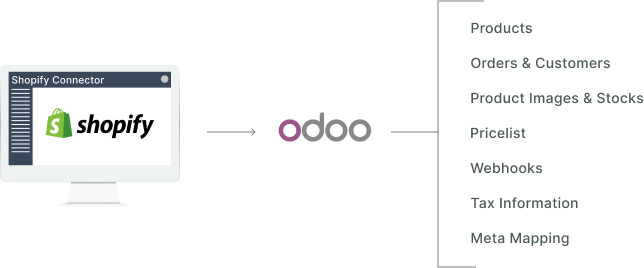 Shopify Connector
shopify
odoo
Products
Orders & Customers
Product Images & Stocks
Pricelist
Webhooks
Tax Information
Meta Mapping